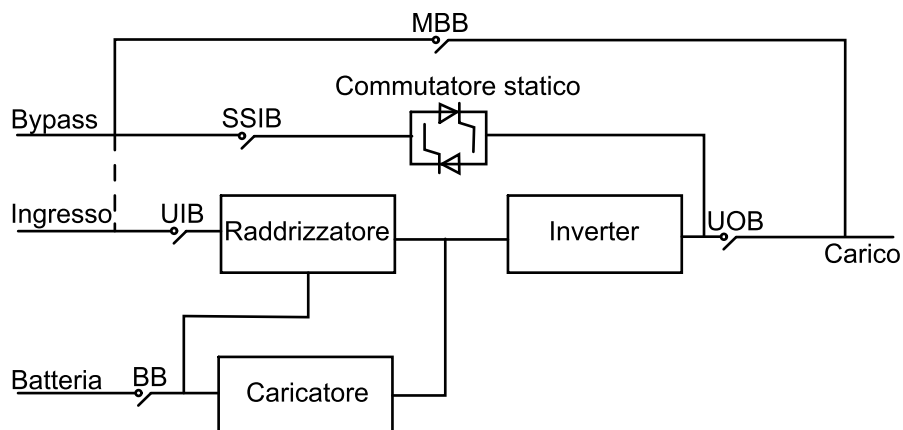 MBB
Commutatore statico
Bypass
SSIB
Ingresso
UIB
Raddrizzatore
Inverter
UOB
Carico
Batteria
BB
Caricatore